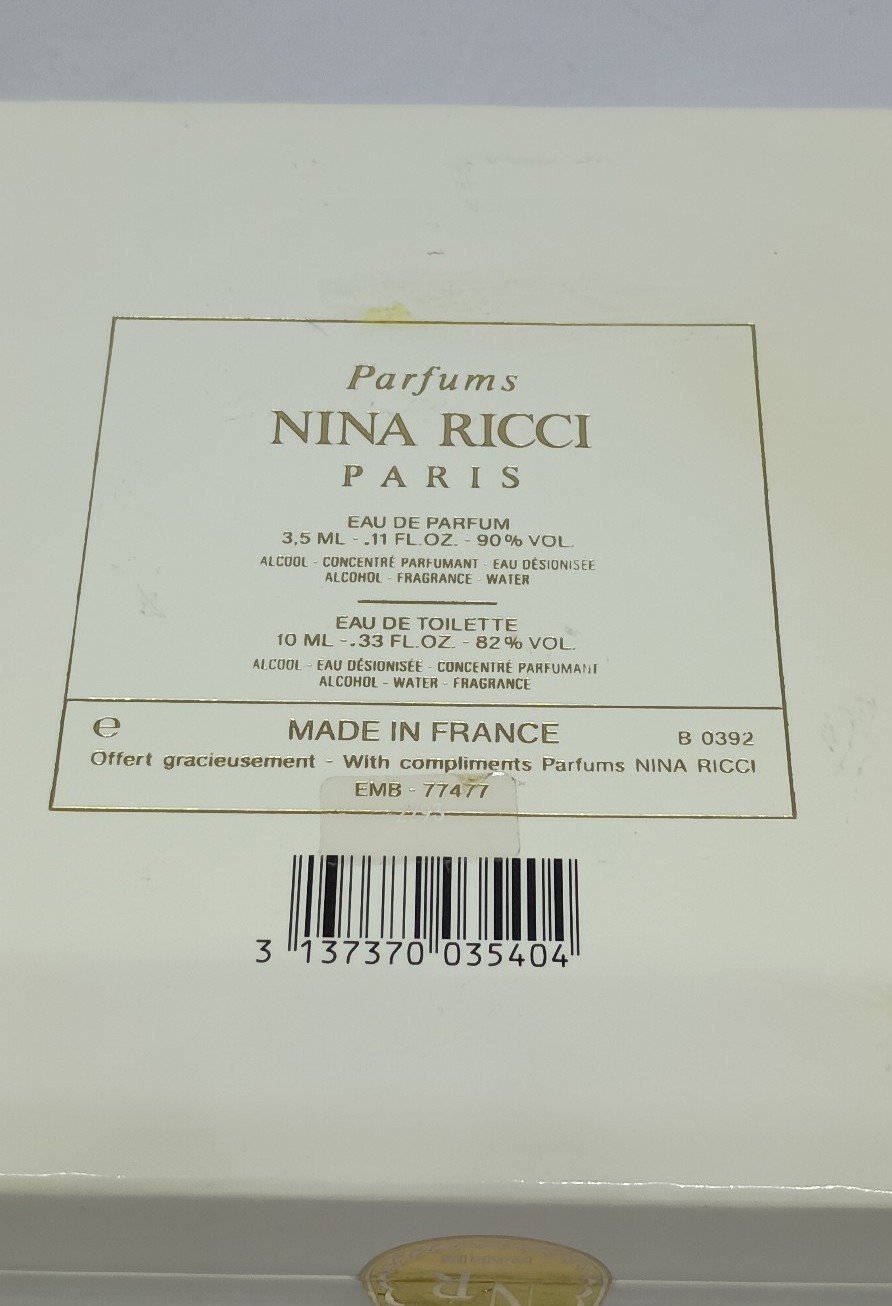 Parfums
NINA RICCI
PARIS
EAU DE PARFUM
3,5 ML - .11 FL.OZ. - 90% VOL.
ALCOOL - CONCENTRÉ PARFUMANT - EAU DÉSIONISÉE
ALCOHOL - FRAGRANCE - WATER
EAU DE TOILETTE
10 ML - .33 FL.OZ. - 82% VOL.
ALCOOL - EAU DÉSIONISÉE - CONCENTRÉ PARFUMANT
ALCOHOL - WATER - FRAGRANCE
e MADE IN FRANCE B 0392
Offert gracieusement - With compliments Parfums NINA RICCI
EMB - 77477
3 137370 035404
NR